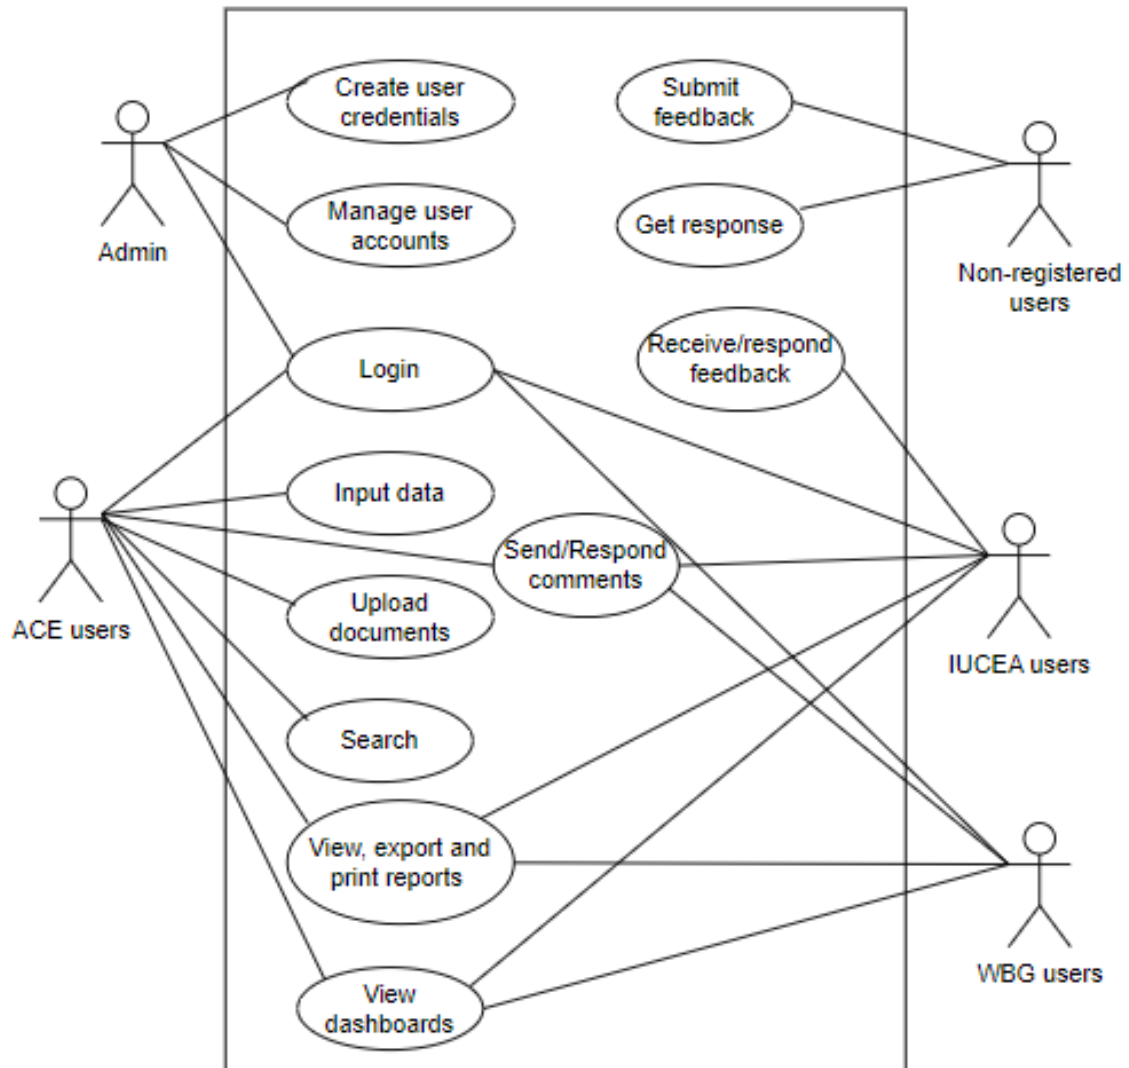 Create user
credentials
Submit
feedback
Admin
Manage user
accounts
Get response
Non-registered
users
Login
Receive/respond
feedback
Input data
Send/Respond
comments
ACE users
Upload
documents
IUCEA users
Search
View, export and
print reports
WBG users
View
dashboards